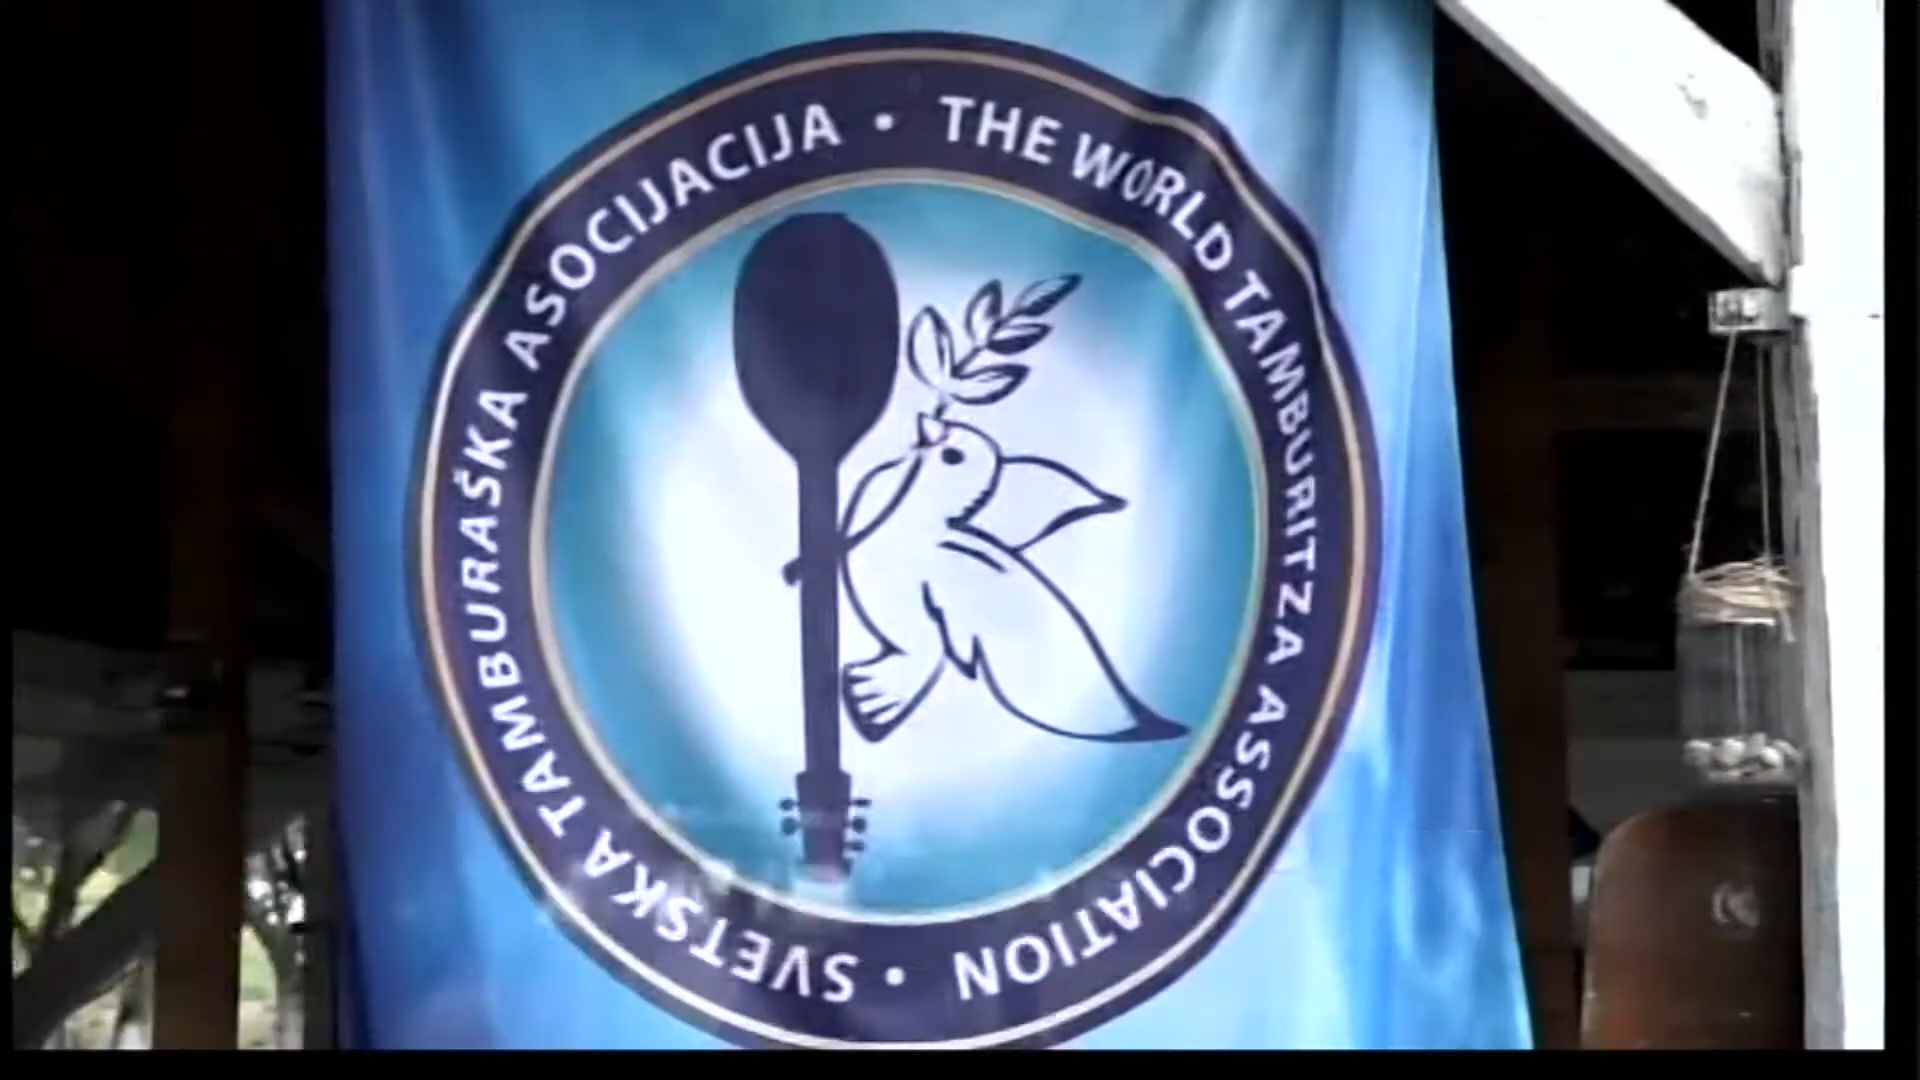 SVETSKA TAMBURAŠKA ASOCIJACIJA •
THE WORLD TAMBURITZA ASSOCIATION •